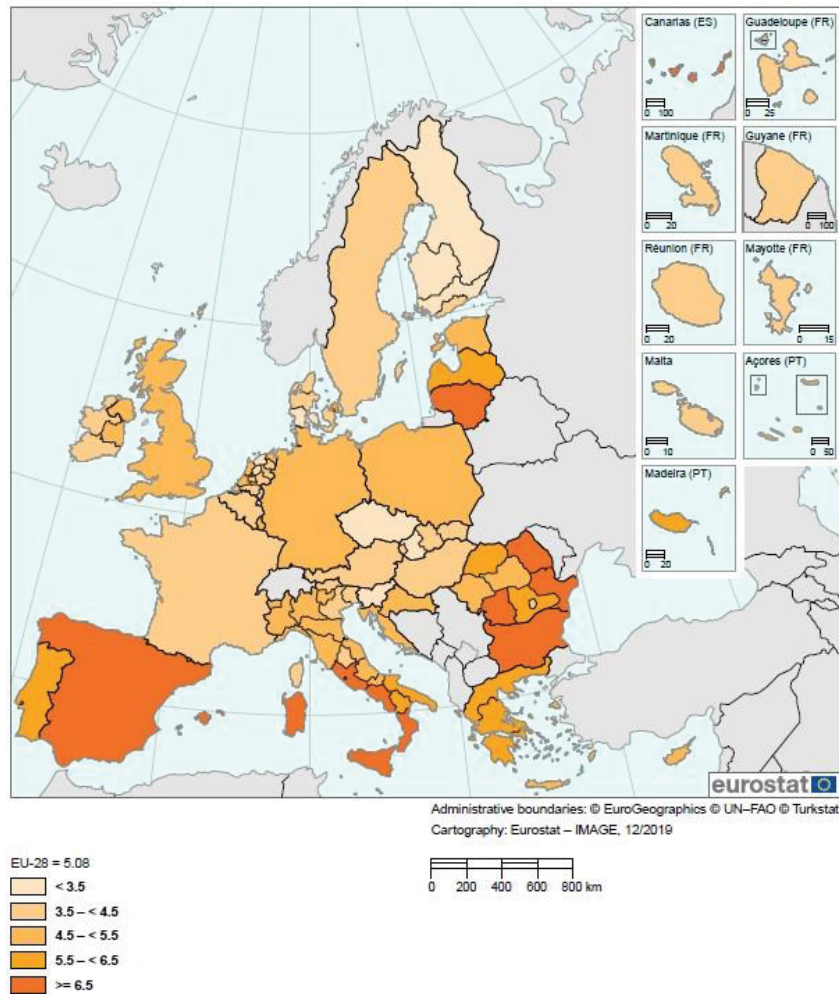 Canarias (ES)
0 100
Guadeloupe (FR)
0 25
Martinique (FR)
0 20
Guyane (FR)
0 100
Réunion (FR)
0 20
Mayotte (FR)
0 15
Malta
0 10
Açores (PT)
0 50
Madeira (PT)
0 20
eurostat
Administrative boundaries: © EuroGeographics © UN–FAO © Turkstat
Cartography: Eurostat – IMAGE, 12/2019
EU-28 = 5.08
< 3.5
3.5 – < 4.5
4.5 – < 5.5
5.5 – < 6.5
>= 6.5
0 200 400 600 800 km